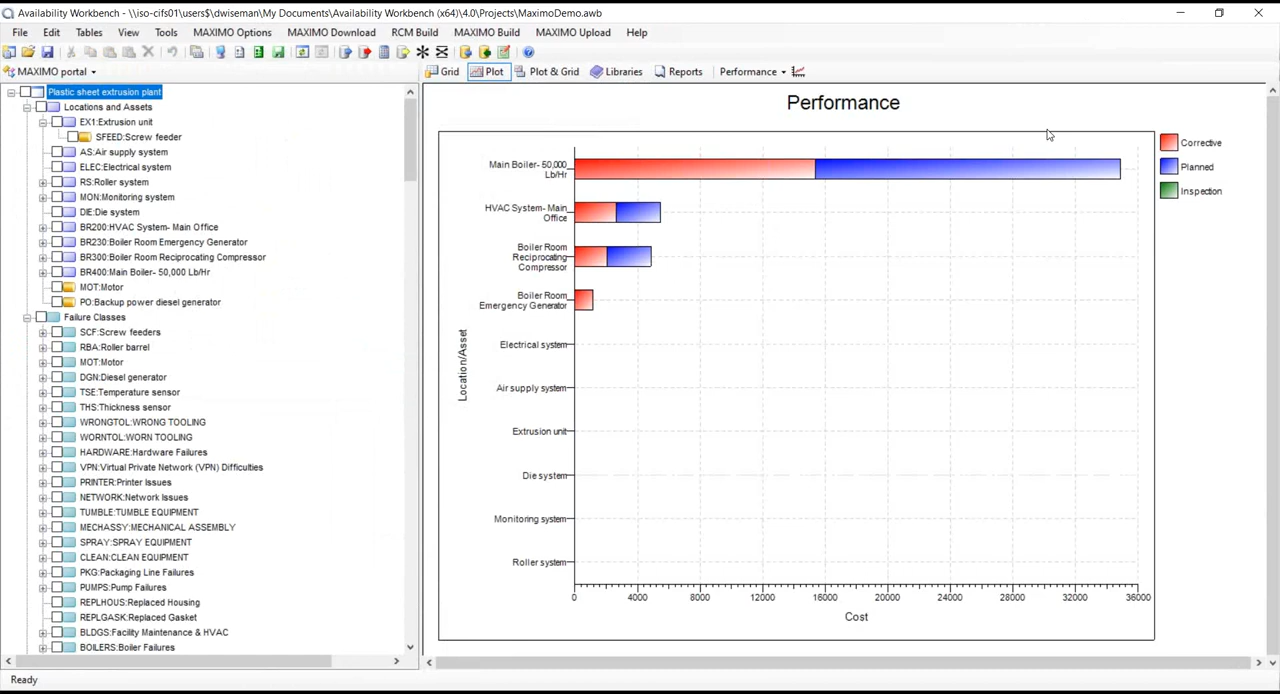 Availability Workbench - \\iso-cifs01\users$\dwiseman\My Documents\Availability Workbench (x64)\4.0\Projects\MaximoDemo.awb
File Edit Tables View Tools MAXIMO Options MAXIMO Download RCM Build MAXIMO Build MAXIMO Upload Help
MAXIMO portal
Grid Plot Plot & Grid Libraries Reports Performance
Plastic sheet extrusion plant
Locations and Assets
EX1:Extrusion unit
SFEED:Screw feeder
AS:Air supply system
ELEC:Electrical system
RS:Roller system
MON:Monitoring system
DIE:Die system
BR200:HVAC System- Main Office
BR230:Boiler Room Emergency Generator
BR300:Boiler Room Reciprocating Compressor
BR400:Main Boiler- 50,000 Lb/Hr
MOT:Motor
PO:Backup power diesel generator
Failure Classes
SCF:Screw feeders
RBA:Roller barrel
MOT:Motor
DGN:Diesel generator
TSE:Temperature sensor
THS:Thickness sensor
WRONGTOL:WRONG TOOLING
WORNTOL:WORN TOOLING
HARDWARE:Hardware Failures
VPN:Virtual Private Network (VPN) Difficulties
PRINTER:Printer Issues
NETWORK:Network Issues
TUMBLE:TUMBLE EQUIPMENT
MECHASSY:MECHANICAL ASSEMBLY
SPRAY:SPRAY EQUIPMENT
CLEAN:CLEAN EQUIPMENT
PKG:Packaging Line Failures
PUMPS:Pump Failures
REPLHOUS:Replaced Housing
REPLGASK:Replaced Gasket
BLDGS:Facility Maintenance & HVAC
BOILERS:Boiler Failures
Performance
Main Boiler- 50,000
Lb/Hr
HVAC System- Main
Office
Boiler Room
Reciprocating
Compressor
Boiler Room
Emergency Generator
Electrical system
Air supply system
Extrusion unit
Die system
Monitoring system
Roller system
Location/Asset
0 4000 8000 12000 16000 20000 24000 28000 32000 36000
Cost
Corrective
Planned
Inspection
Ready